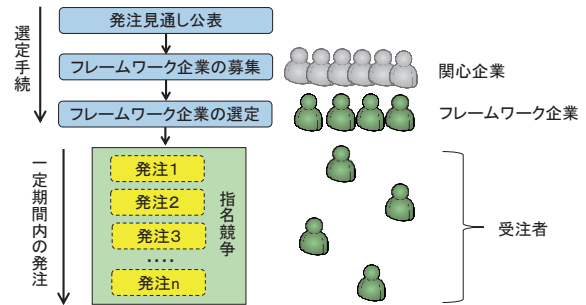 選定手続
発注見通し公表
フレームワーク企業の募集
関心企業
フレームワーク企業の選定
フレームワーク企業
一定期間内の発注
発注1
発注2
発注3
‥‥
発注n
指名競争
受注者